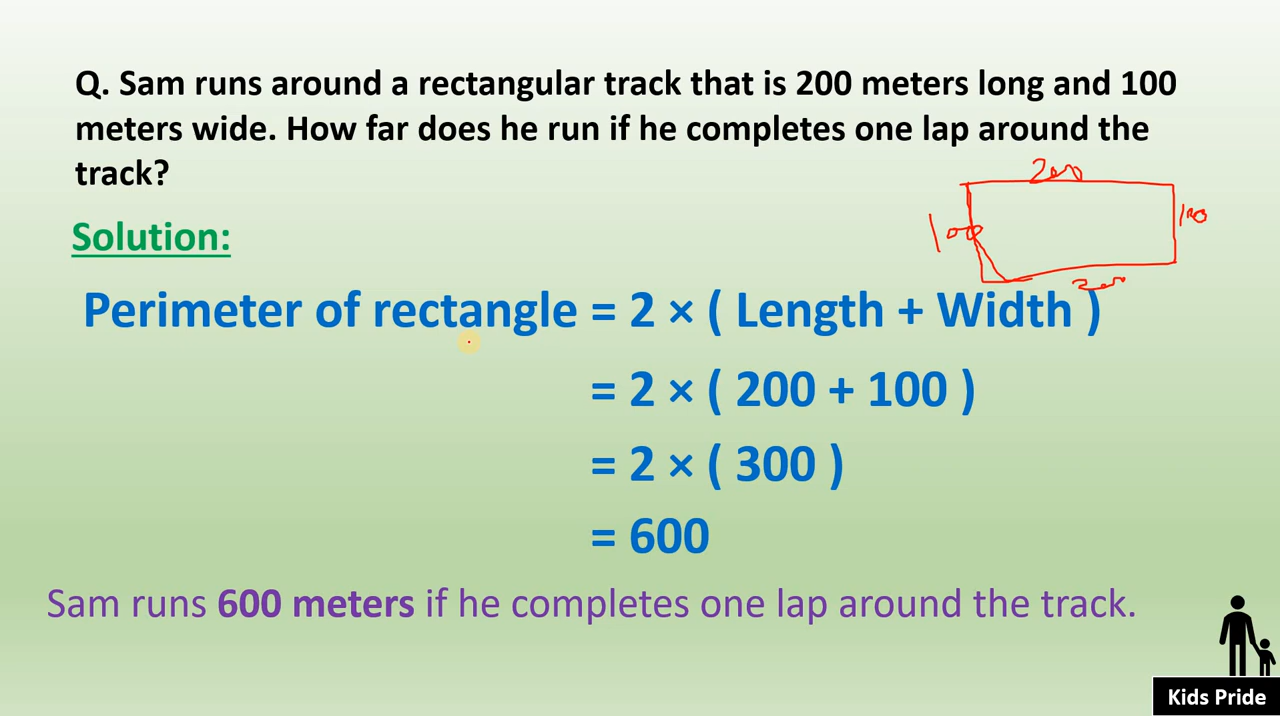 Q. Sam runs around a rectangular track that is 200 meters long and 100
meters wide. How far does he run if he completes one lap around the
track?
200
100
100
200
Solution:
Perimeter of rectangle = 2 × ( Length + Width )
= 2 × ( 200 + 100 )
= 2 × ( 300 )
= 600
Sam runs 600 meters if he completes one lap around the track.
Kids Pride